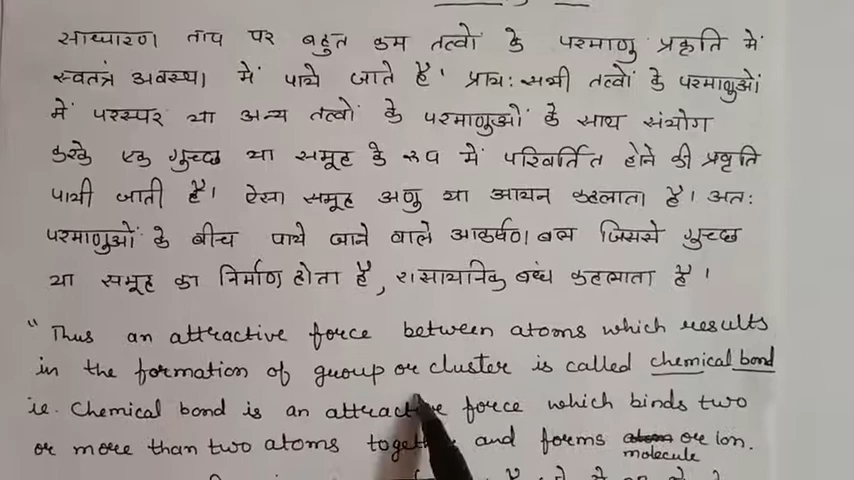 साधारण ताप पर बहुत कम तत्वों के परमाणु प्रकृति में
स्वतंत्र अवस्था में पाये जाते है। प्राय: सभी तत्वों के परमाणुओं
में परस्पर या अन्य तत्वों के परमाणुओं के साथ संयोग
करके एक गुच्छ या समूह के रूप में परिवर्तित होने की प्रवृति
पायी जाती है। ऐसा समूह अणु या आयन कहलाता है। अत:
परमाणुओं के बीच पाये जाने वाले आकर्षण बल जिससे गुच्छ
या समूह का निर्माण होता है, रासायनिक बंध कहलाता है।
"Thus an attractive force between atoms which results
in the formation of group or cluster is called chemical bond
ie. Chemical bond is an attractive force which binds two
or more than two atoms together and forms atom or ion.
molecule